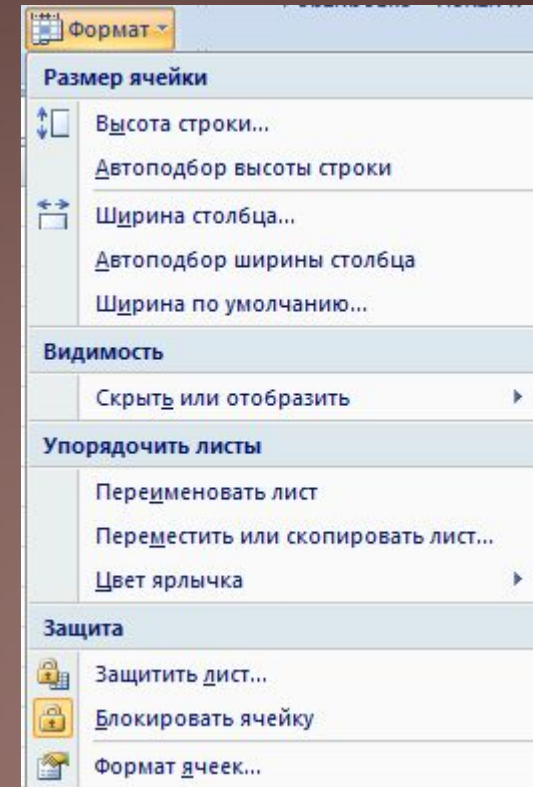 Формат
Размер ячейки
Высота строки...
Автоподбор высоты строки
Ширина столбца...
Автоподбор ширины столбца
Ширина по умолчанию...
Видимость
Скрыть или отобразить
Упорядочить листы
Переименовать лист
Переместить или скопировать лист...
Цвет ярлычка
Защита
Защитить лист...
Блокировать ячейку
Формат ячеек...